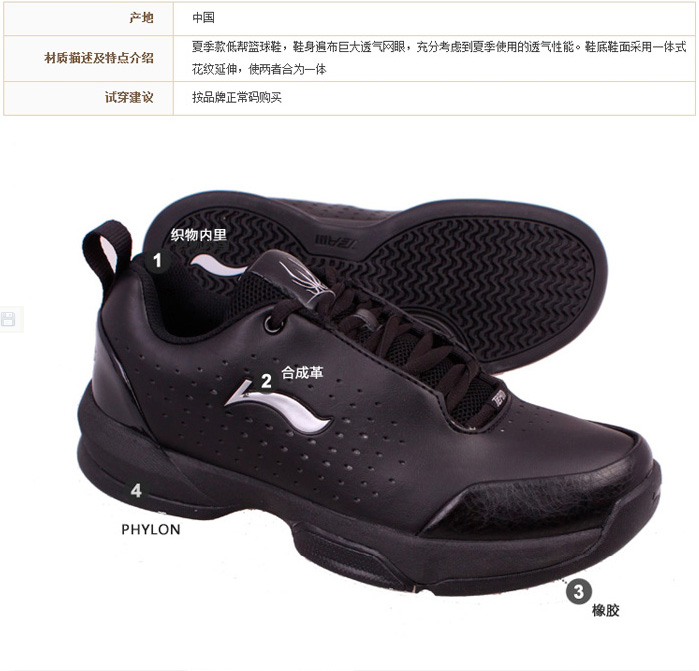 产地
中国
材质描述及特点介绍
夏季款低帮篮球鞋，鞋身遍布巨大透气网眼，充分考虑到夏季使用的透气性能。鞋底鞋面采用一体式
花纹延伸，使两者合为一体
试穿建议
按品牌正常码购买
织物内里
1
2
合成革
4
PHYLON
3
橡胶